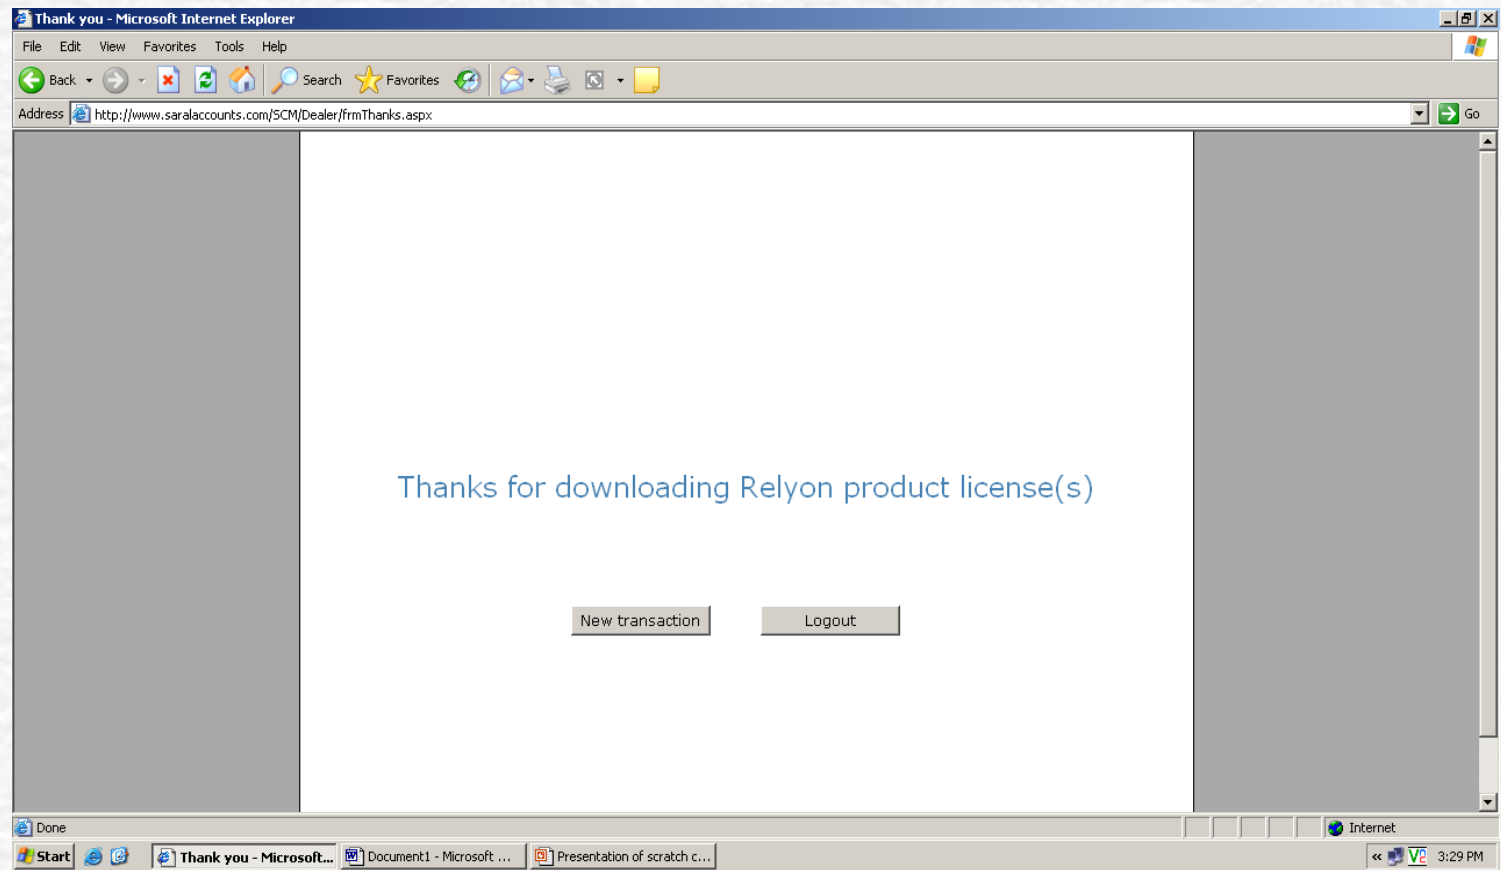 Thank you - Microsoft Internet Explorer
File Edit View Favorites Tools Help
Back Search Favorites
Address http://www.saralaccounts.com/SCM/Dealer/frmThanks.aspx Go
Thanks for downloading Relyon product license(s)
New transaction Logout
Done Internet
Start Thank you - Microsoft... Document1 - Microsoft ... Presentation of scratch c... « 3:29 PM